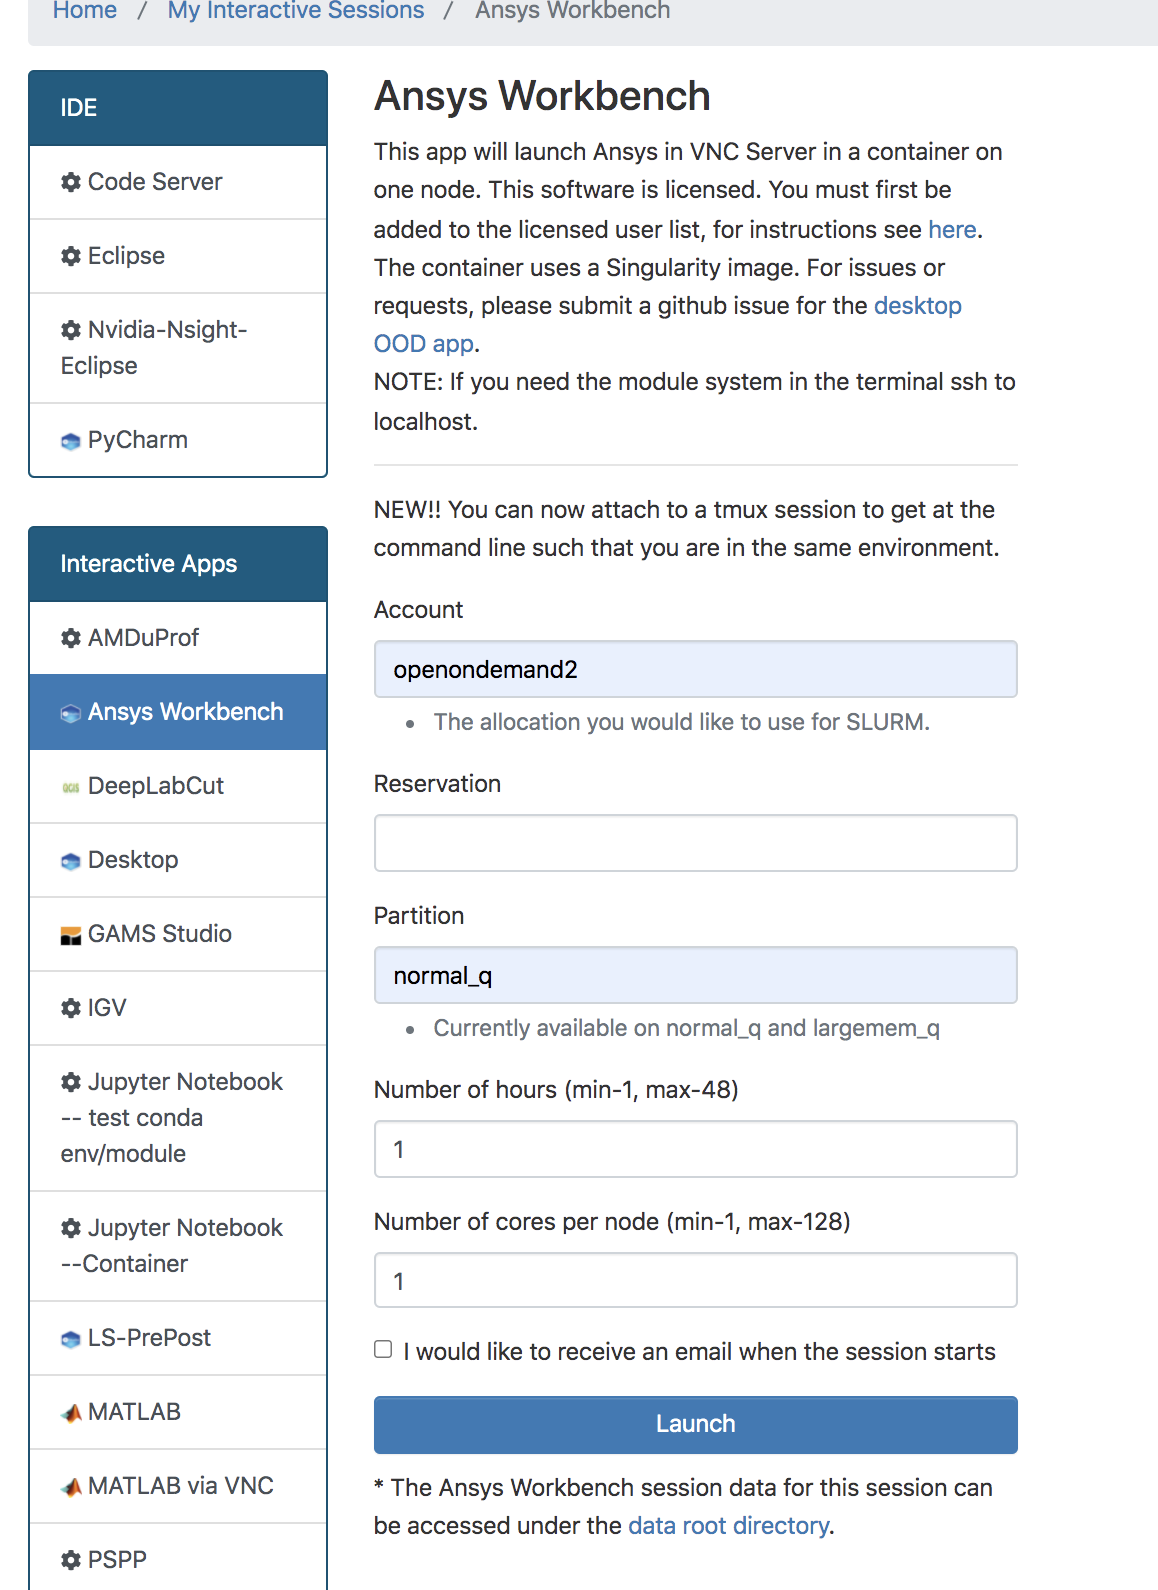 Home / My Interactive Sessions / Ansys Workbench
IDE
Code Server
Eclipse
Nvidia-Nsight-
Eclipse
PyCharm
Interactive Apps
AMDuProf
Ansys Workbench
DeepLabCut
Desktop
GAMS Studio
IGV
Jupyter Notebook
-- test conda
env/module
Jupyter Notebook
--Container
LS-PrePost
MATLAB
MATLAB via VNC
PSPP
Ansys Workbench
This app will launch Ansys in VNC Server in a container on
one node. This software is licensed. You must first be
added to the licensed user list, for instructions see here.
The container uses a Singularity image. For issues or
requests, please submit a github issue for the desktop
OOD app.
NOTE: If you need the module system in the terminal ssh to
localhost.
NEW!! You can now attach to a tmux session to get at the
command line such that you are in the same environment.
Account
openondemand2
• The allocation you would like to use for SLURM.
Reservation
Partition
normal_q
• Currently available on normal_q and largemem_q
Number of hours (min-1, max-48)
1
Number of cores per node (min-1, max-128)
1
I would like to receive an email when the session starts
Launch
* The Ansys Workbench session data for this session can
be accessed under the data root directory.